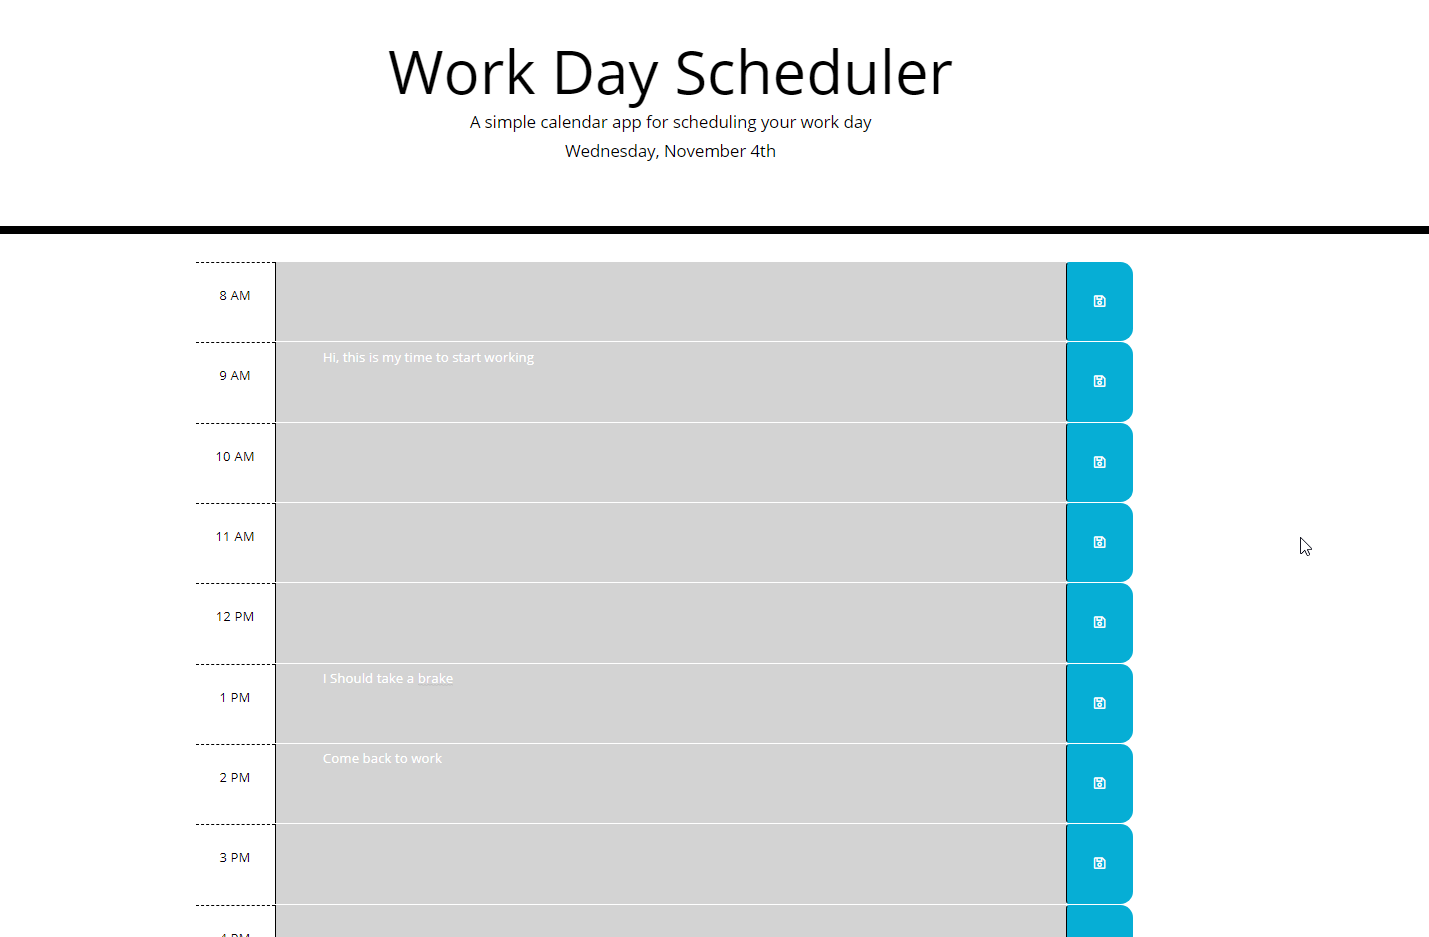 Work Day Scheduler
A simple calendar app for scheduling your work day
Wednesday, November 4th
8 AM
9 AM
Hi, this is my time to start working
10 AM
11 AM
12 PM
1 PM
I Should take a brake
2 PM
Come back to work
3 PM
4 PM